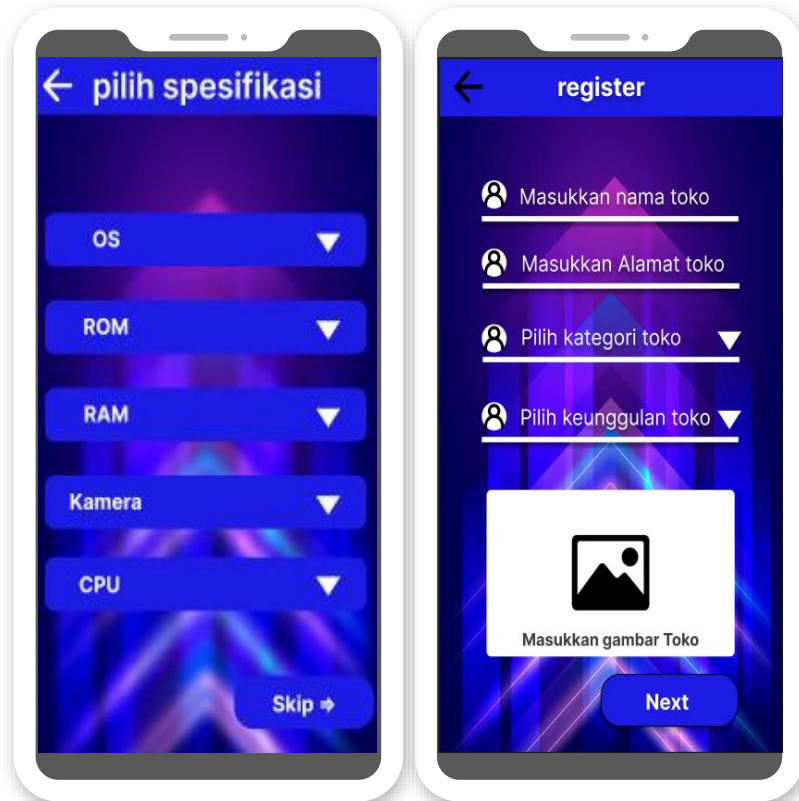 pilih spesifikasi
OS
ROM
RAM
Kamera
CPU
Skip
register
Masukkan nama toko
Masukkan Alamat toko
Pilih kategori toko
Pilih keunggulan toko
Masukkan gambar Toko
Next